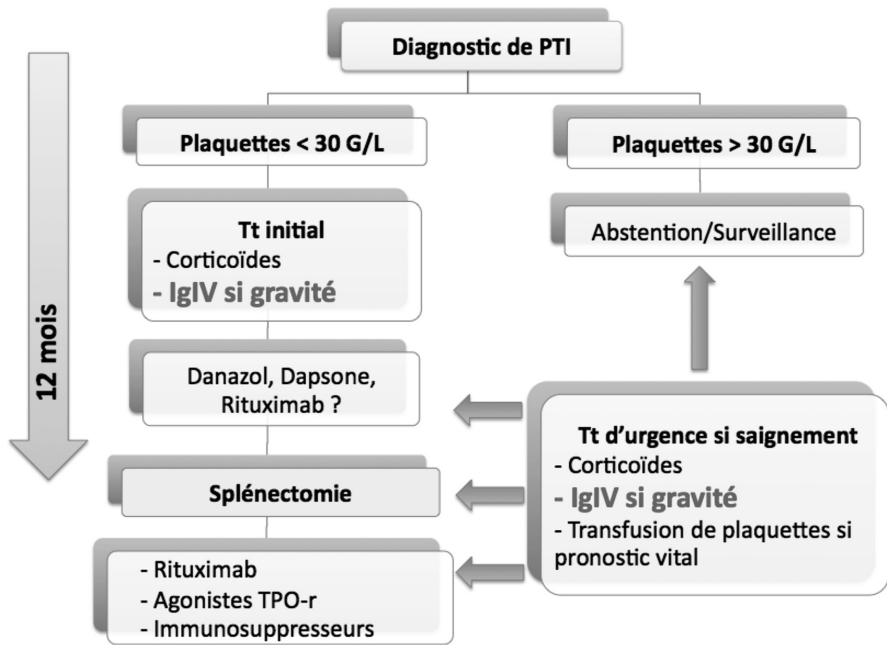 Diagnostic de PTI
Plaquettes < 30 G/L
Plaquettes > 30 G/L
Tt initial
- Corticoïdes
- IgIV si gravité
Abstention/Surveillance
12 mois
Danazol, Dapsone,
Rituximab ?
Tt d'urgence si saignement
- Corticoïdes
- IgIV si gravité
- Transfusion de plaquettes si
pronostic vital
Splénectomie
- Rituximab
- Agonistes TPO-r
- Immunosuppresseurs